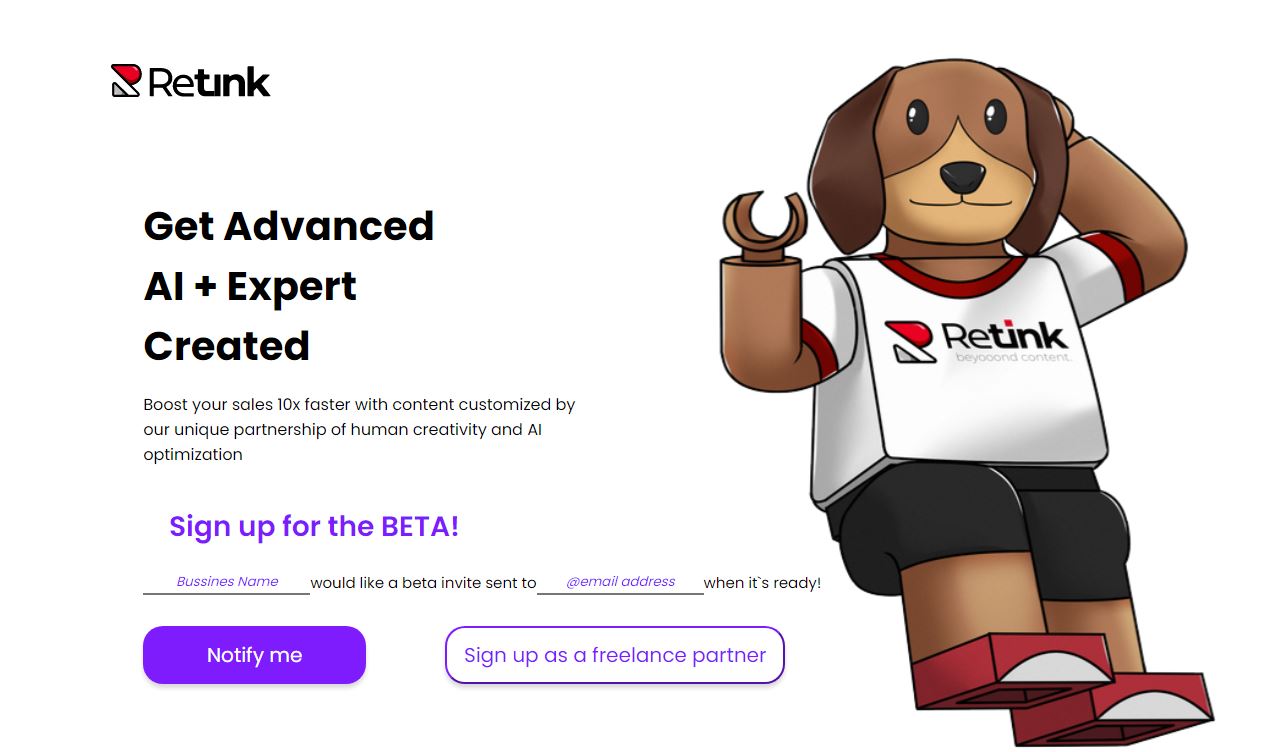 Retink
Get Advanced
AI + Expert
Created
Boost your sales 10x faster with content customized by
our unique partnership of human creativity and AI
optimization
Sign up for the BETA!
Bussines Name would like a beta invite sent to @email address when it`s ready!
Notify me
Sign up as a freelance partner
Retink
beyooond content.